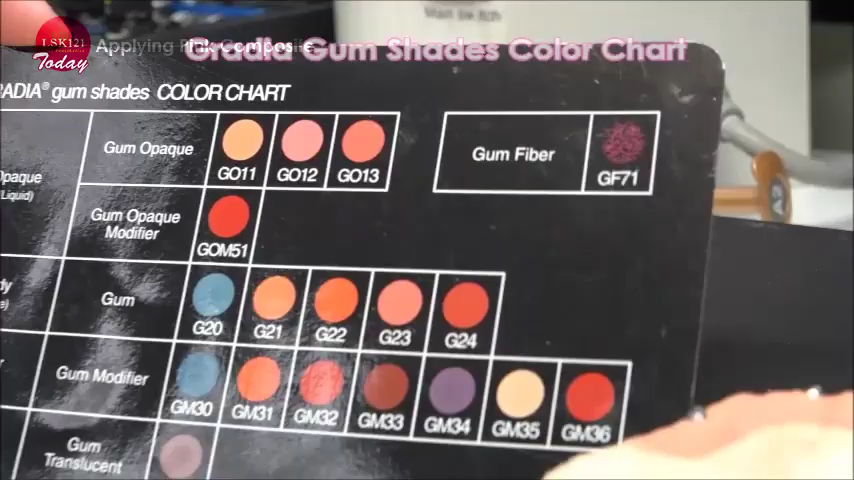 LSK121
Today
Applying Pink Composite
Gradia Gum Shades Color Chart
RADIA® gum shades COLOR CHART
Opaque
Liquid)
Gum Opaque
GO11
GO12
GO13
Gum Fiber
GF71
Gum Opaque
Modifier
GOM51
Gum
G20
G21
G22
G23
G24
Gum Modifier
GM30
GM31
GM32
GM33
GM34
GM35
GM36
Gum
Translucent